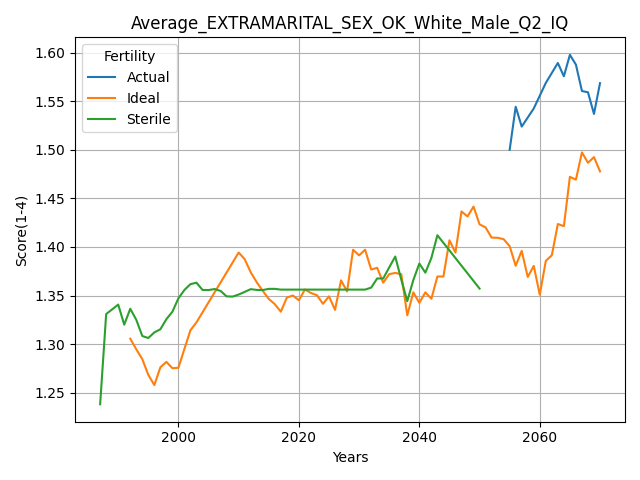 Average_EXTRAMARITAL_SEX_OK_White_Male_Q2_IQ
Fertility
Actual
Ideal
Sterile
Score(1-4)
1.60
1.55
1.50
1.45
1.40
1.35
1.30
1.25
2000 2020 2040 2060
Years